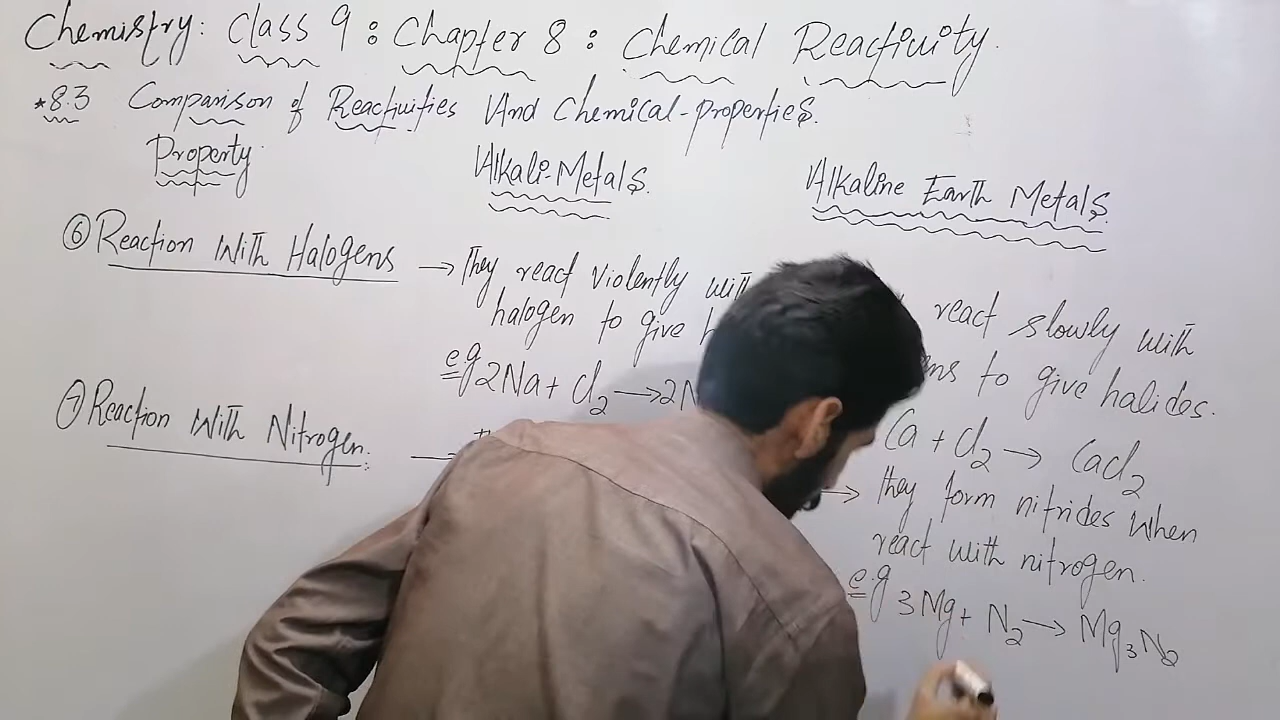 Chemistry: Class 9 : Chapter 8 : Chemical Reactivity.
*8.3 Comparison of Reactivities And Chemical-properties.
Property Alkali-Metals. Alkaline Earth Metals.
⑥ Reaction With Halogens → They react violently with react slowly with
halogen to give to give halides.
e.g 2Na + Cl₂ → 2N Ca + Cl₂ → CaCl₂
⑦ Reaction With Nitrogen. → They form nitrides when
react with nitrogen.
e.g 3Mg + N₂ → Mg₃N₂